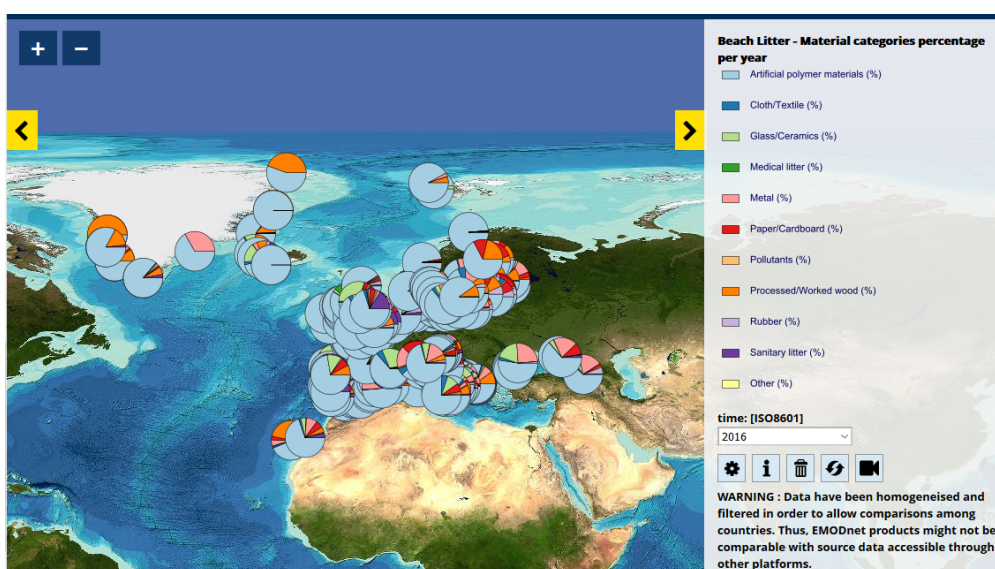 Beach Litter - Material categories percentage
per year
Artificial polymer materials (%)
Cloth/Textile (%)
Glass/Ceramics (%)
Medical litter (%)
Metal (%)
Paper/Cardboard (%)
Pollutants (%)
Processed/Worked wood (%)
Rubber (%)
Sanitary litter (%)
Other (%)
time: [ISO8601]
2016
WARNING : Data have been homogeneised and
filtered in order to allow comparisons among
countries. Thus, EMODnet products might not be
comparable with source data accessible through
other platforms.